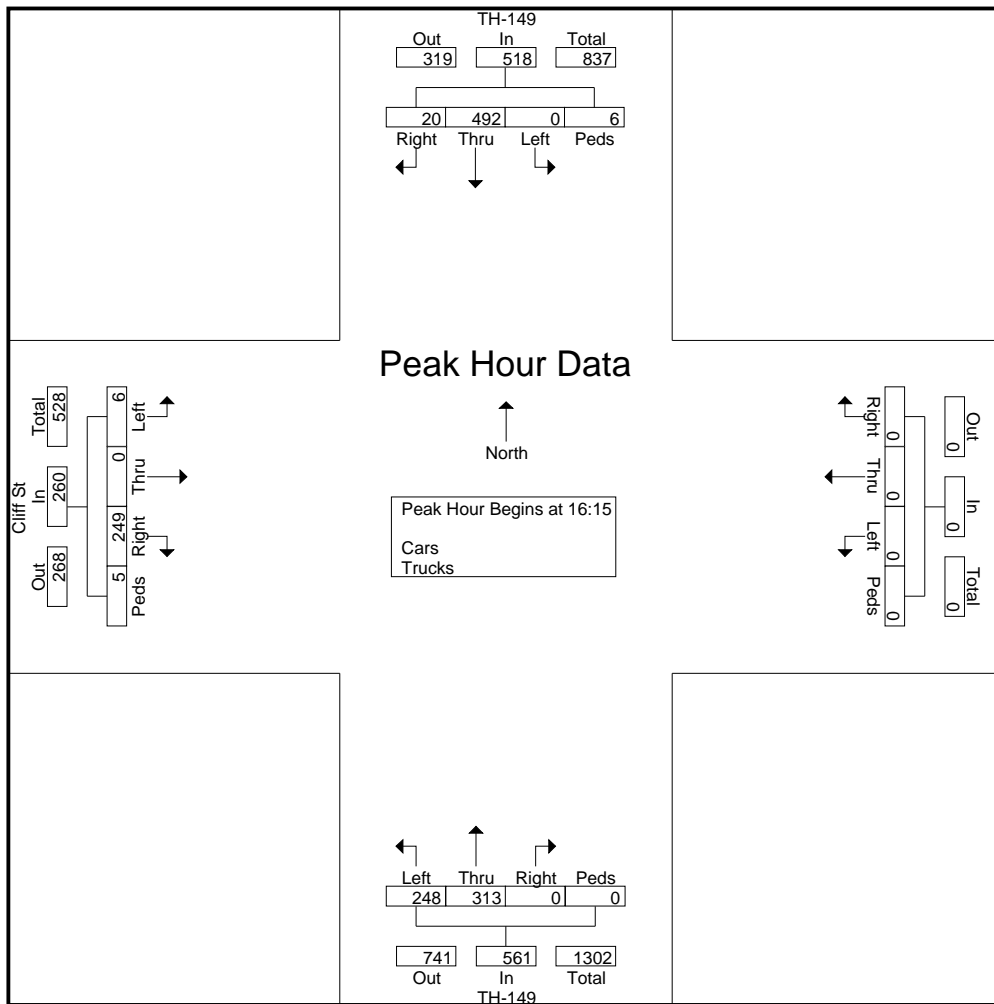 TH-149
Out In Total
319 518 837
20 492 0 6
Right Thru Left Peds
Peak Hour Data
North
Peak Hour Begins at 16:15
Cars
Trucks
Cliff St
Total In Out
528 260 268
6 0 249 5
Left Thru Right Peds
Right Thru Left Peds
0 0 0 0
Out In Total
0 0 0
Left Thru Right Peds
248 313 0 0
741 561 1302
Out In Total
TH-149